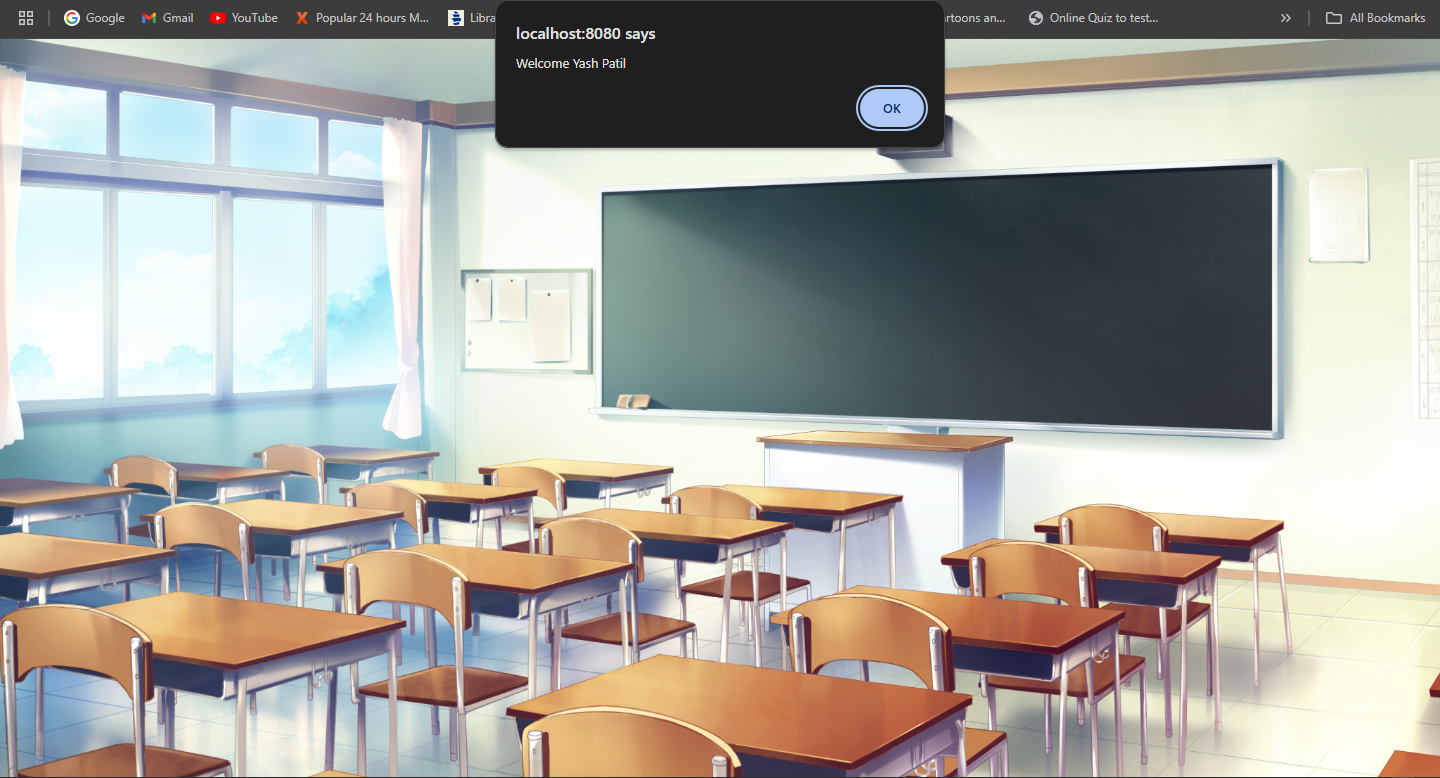 Google
Gmail
YouTube
Popular 24 hours M...
Libra
artoons an...
Online Quiz to test...
All Bookmarks
localhost:8080 says
Welcome Yash Patil
OK